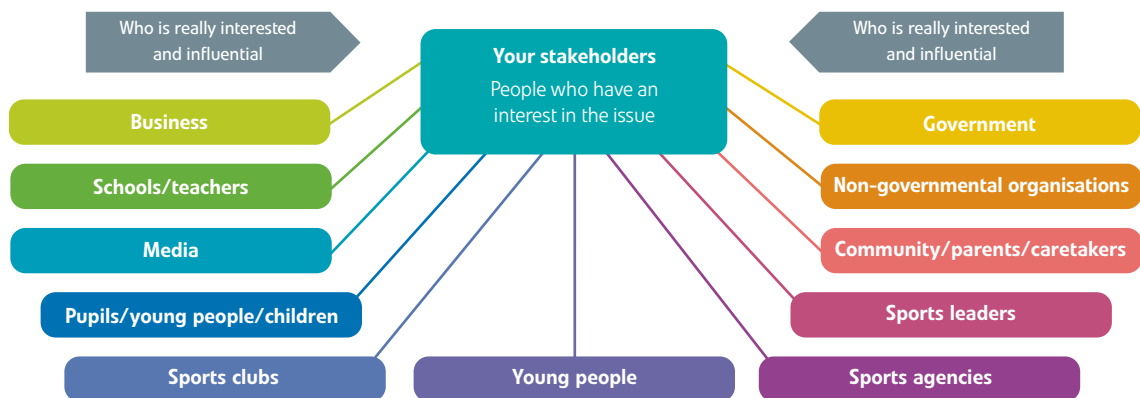 Who is really interested
and influential
Your stakeholders
People who have an
interest in the issue
Who is really interested
and influential
Business
Schools/teachers
Media
Pupils/young people/children
Sports clubs
Young people
Government
Non-governmental organisations
Community/parents/caretakers
Sports leaders
Sports agencies